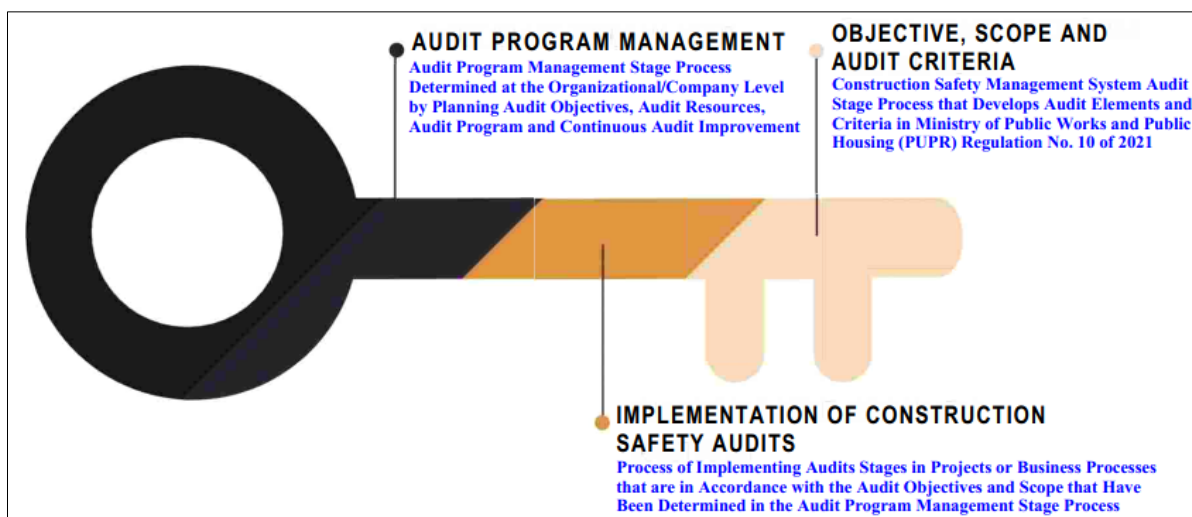 AUDIT PROGRAM MANAGEMENT
Audit Program Management Stage Process
Determined at the Organizational/Company Level
by Planning Audit Objectives, Audit Resources,
Audit Program and Continuous Audit Improvement
OBJECTIVE, SCOPE AND
AUDIT CRITERIA
Construction Safety Management System Audit
Stage Process that Develops Audit Elements and
Criteria in Ministry of Public Works and Public
Housing (PUPR) Regulation No. 10 of 2021
IMPLEMENTATION OF CONSTRUCTION
SAFETY AUDITS
Process of Implementing Audits Stages in Projects or Business Processes
that are in Accordance with the Audit Objectives and Scope that Have
Been Determined in the Audit Program Management Stage Process